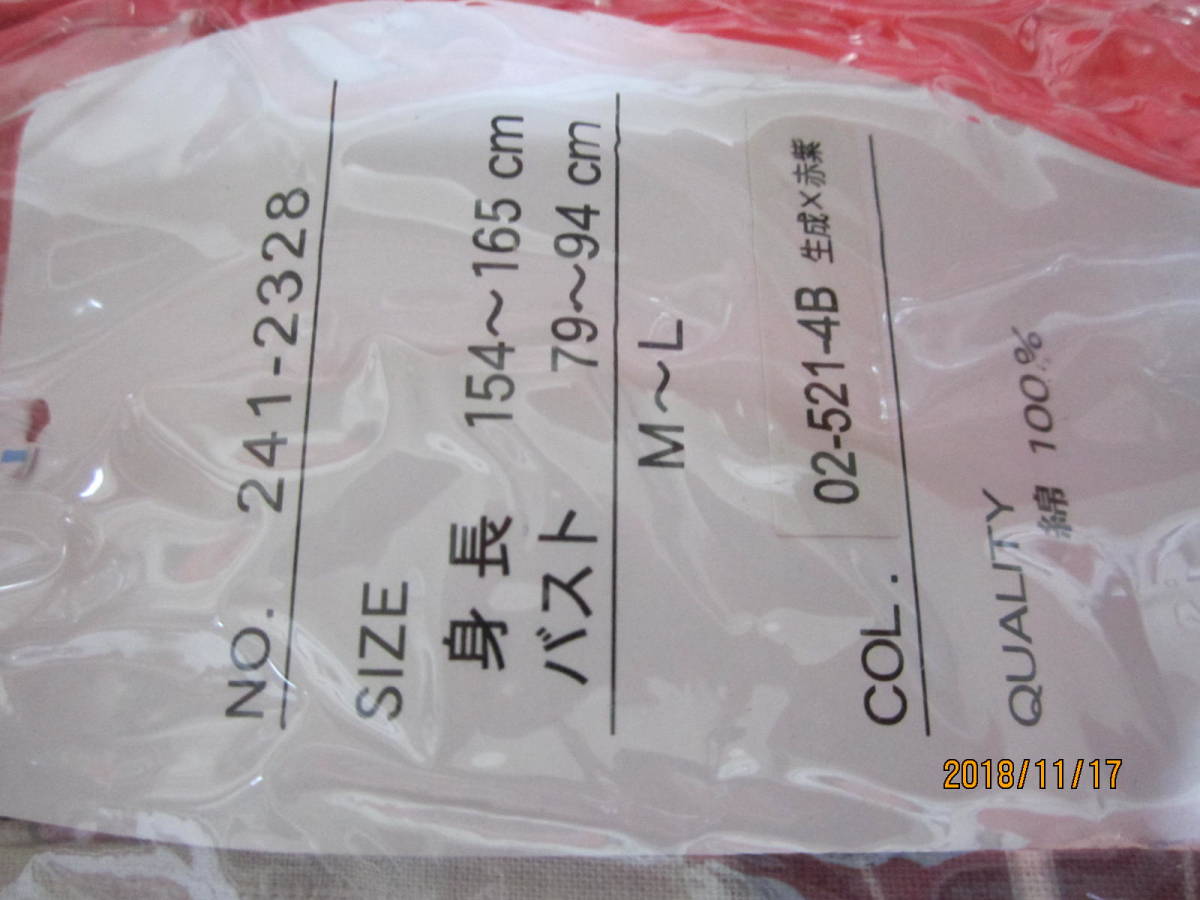 NO. 241-2328
SIZE
身長 154～165 cm
バスト 79～94 cm
M～L
COL. 02-521-4B 生成×赤紫
QUALITY
綿 100%
2018/11/17